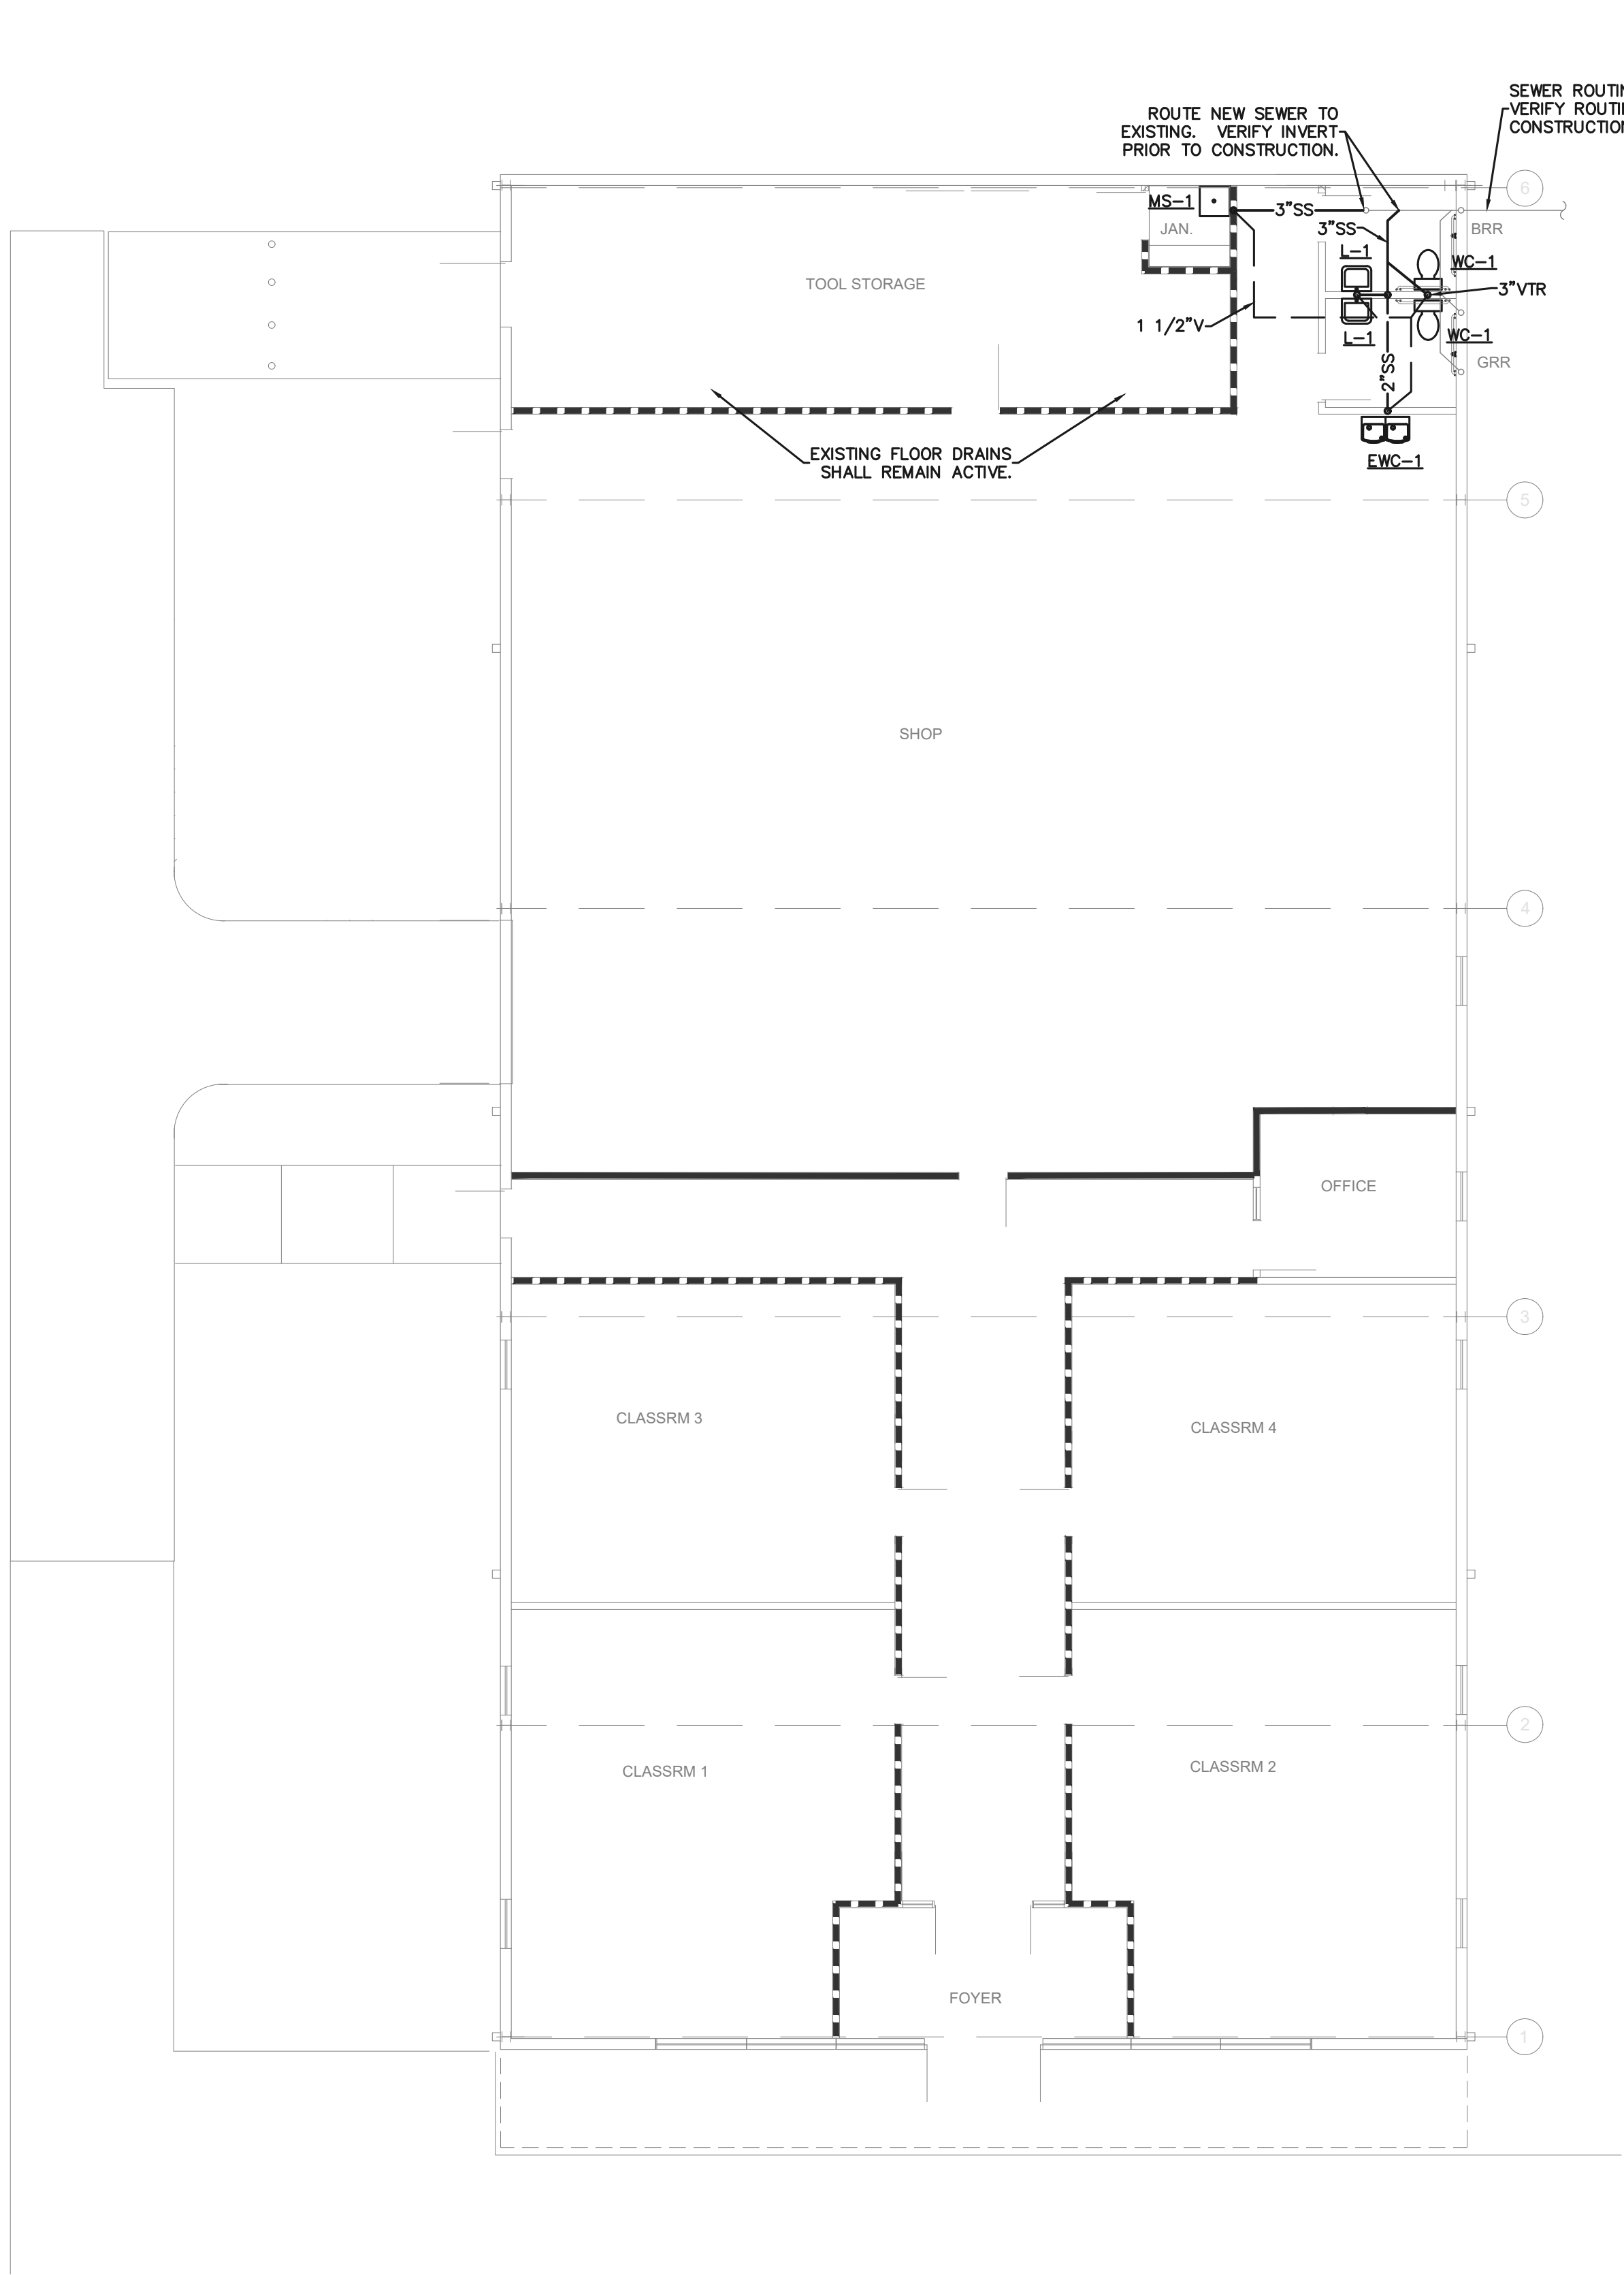 SEWER ROUTIN
VERIFY ROUTI
CONSTRUCTION
ROUTE NEW SEWER TO
EXISTING. VERIFY INVERT
PRIOR TO CONSTRUCTION.
6
MS-1
3"SS
3"SS
JAN.
BRR
L-1
WC-1
TOOL STORAGE
3"VTR
1 1/2"V
L-1
WC-1
GRR
2"SS
EXISTING FLOOR DRAINS
SHALL REMAIN ACTIVE.
EWC-1
5
SHOP
4
OFFICE
3
CLASSRM 3
CLASSRM 4
2
CLASSRM 1
CLASSRM 2
FOYER
1